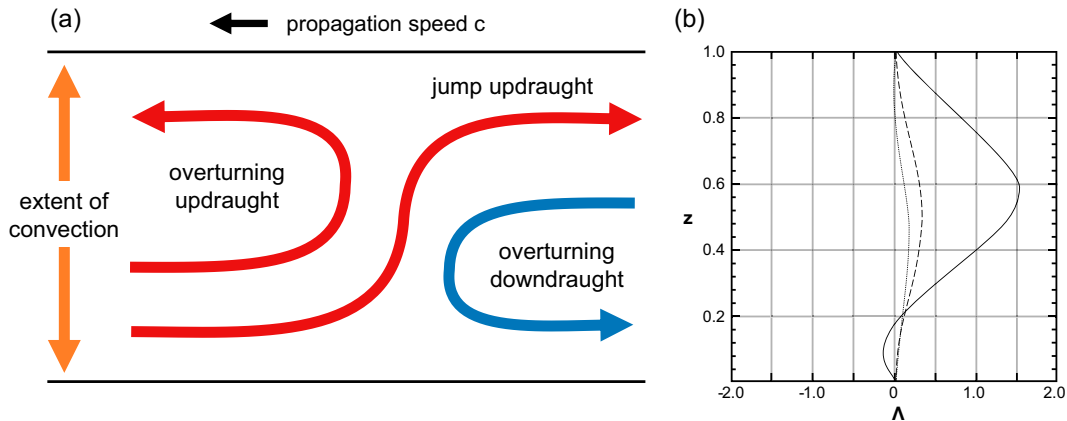 (a)
propagation speed c
jump updraught
overturning
updraught
extent of
convection
overturning
downdraught
(b)
1.0
0.8
0.6
z
0.4
0.2
-2.0
-1.0
0
1.0
2.0
Λ